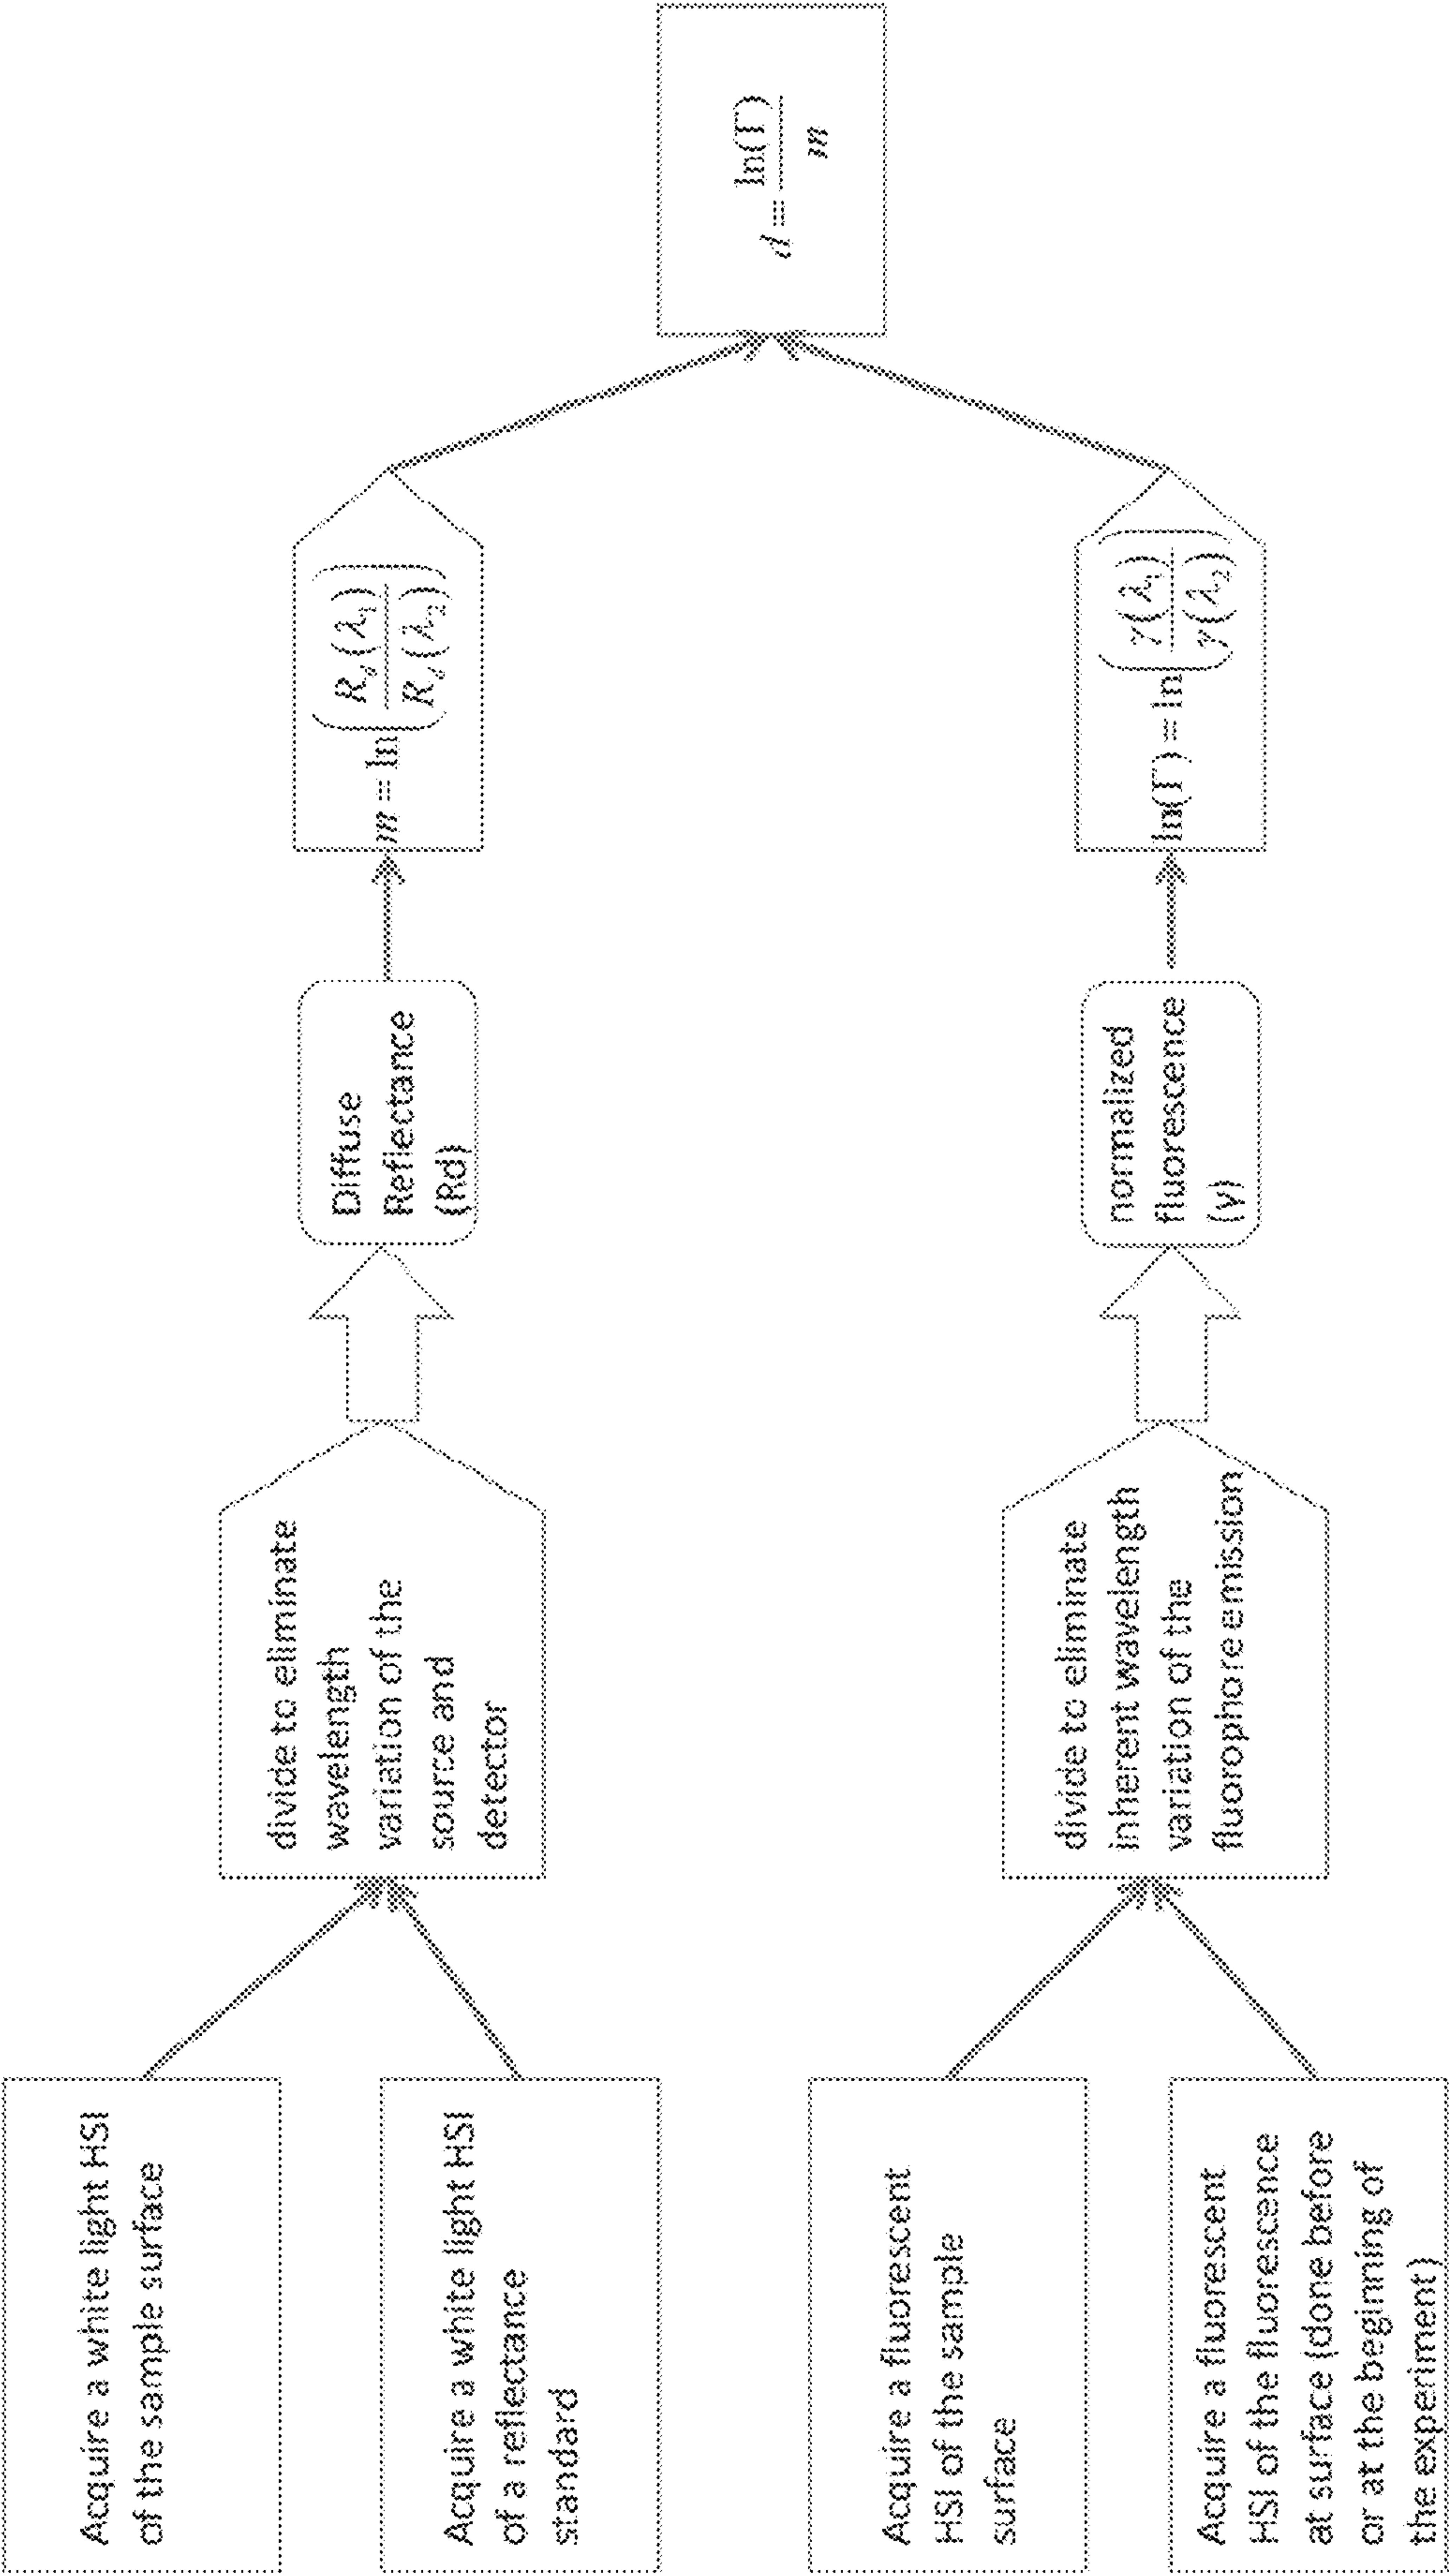 Acquire a white light HSI
of the sample surface
Acquire a white light HSI
of a reflectance
standard
divide to eliminate
wavelength
variation of the
source and
detector
Diffuse
Reflectance
(Rd)
m = ln(R_d(λ₁)/R_d(λ₂))
Acquire a fluorescent
HSI of the sample
surface
Acquire a fluorescent
HSI of the fluorescence
at surface (done before
or at the beginning of
the experiment)
divide to eliminate
inherent wavelength
variation of the
fluorophore emission
normalized
fluorescence
(γ)
ln(Γ) = ln(γ(λ₁)/γ(λ₂))
d = ln(Γ)/m